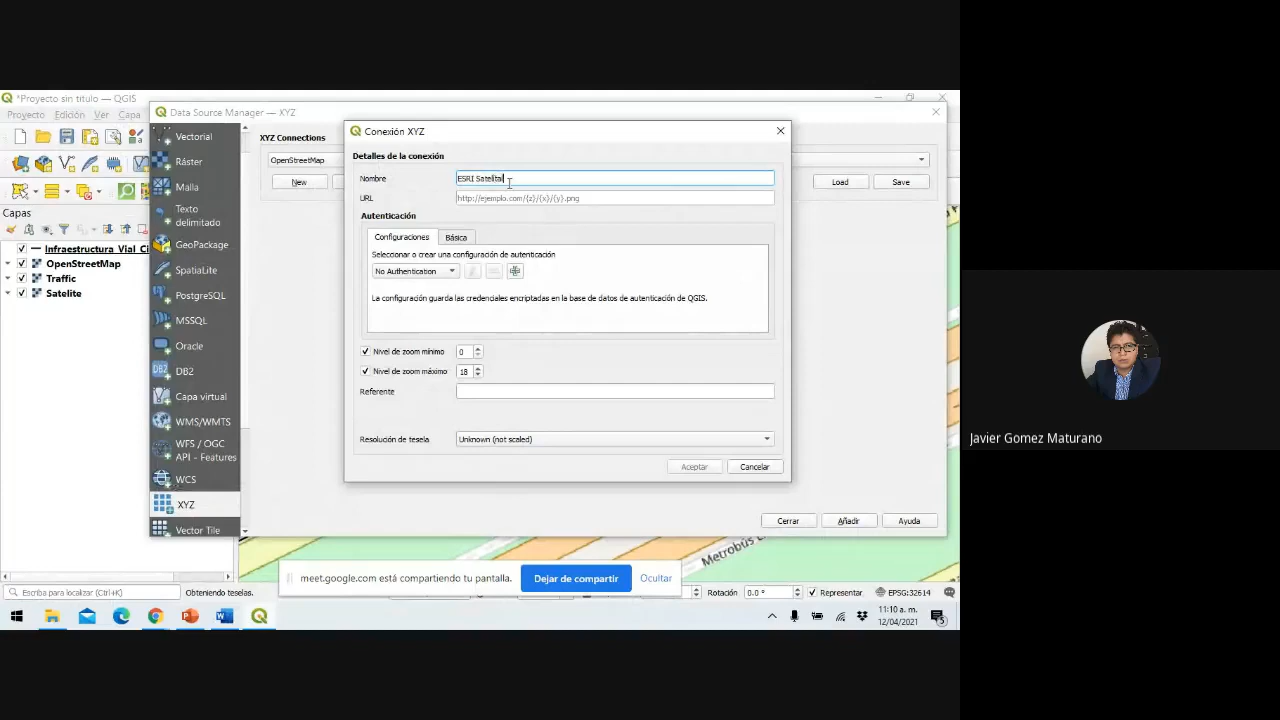 *Proyecto sin título — QGIS
Proyecto Edición Ver Capa
Data Source Manager — XYZ
Vectorial
Ráster
Malla
Texto
delimitado
GeoPackage
SpatiaLite
PostgreSQL
MSSQL
Oracle
DB2
Capa virtual
WMS/WMTS
WFS / OGC
API - Features
WCS
XYZ
Vector Tile
XYZ Connections
OpenStreetMap
New
Load
Save
Conexión XYZ
Detalles de la conexión
Nombre ESRI Satelital
URL http://ejemplo.com/{z}/{x}/{y}.png
Autenticación
Configuraciones Básica
Seleccionar o crear una configuración de autenticación
No Authentication
La configuración guarda las credenciales encriptadas en la base de datos de autenticación de QGIS.
Nivel de zoom mínimo 0
Nivel de zoom máximo 18
Referente
Resolución de tesela Unknown (not scaled)
Aceptar Cancelar
Cerrar Añadir Ayuda
Capas
Infraestructura_Vial_Ci
OpenStreetMap
Traffic
Satelite
Metrobús
meet.google.com está compartiendo tu pantalla. Dejar de compartir Ocultar
Escriba para localizar (Ctrl+K) Obteniendo teselas. Rotación 0.0 ° Representar EPSG:32614
11:10 a. m.
12/04/2021
5
Javier Gomez Maturano